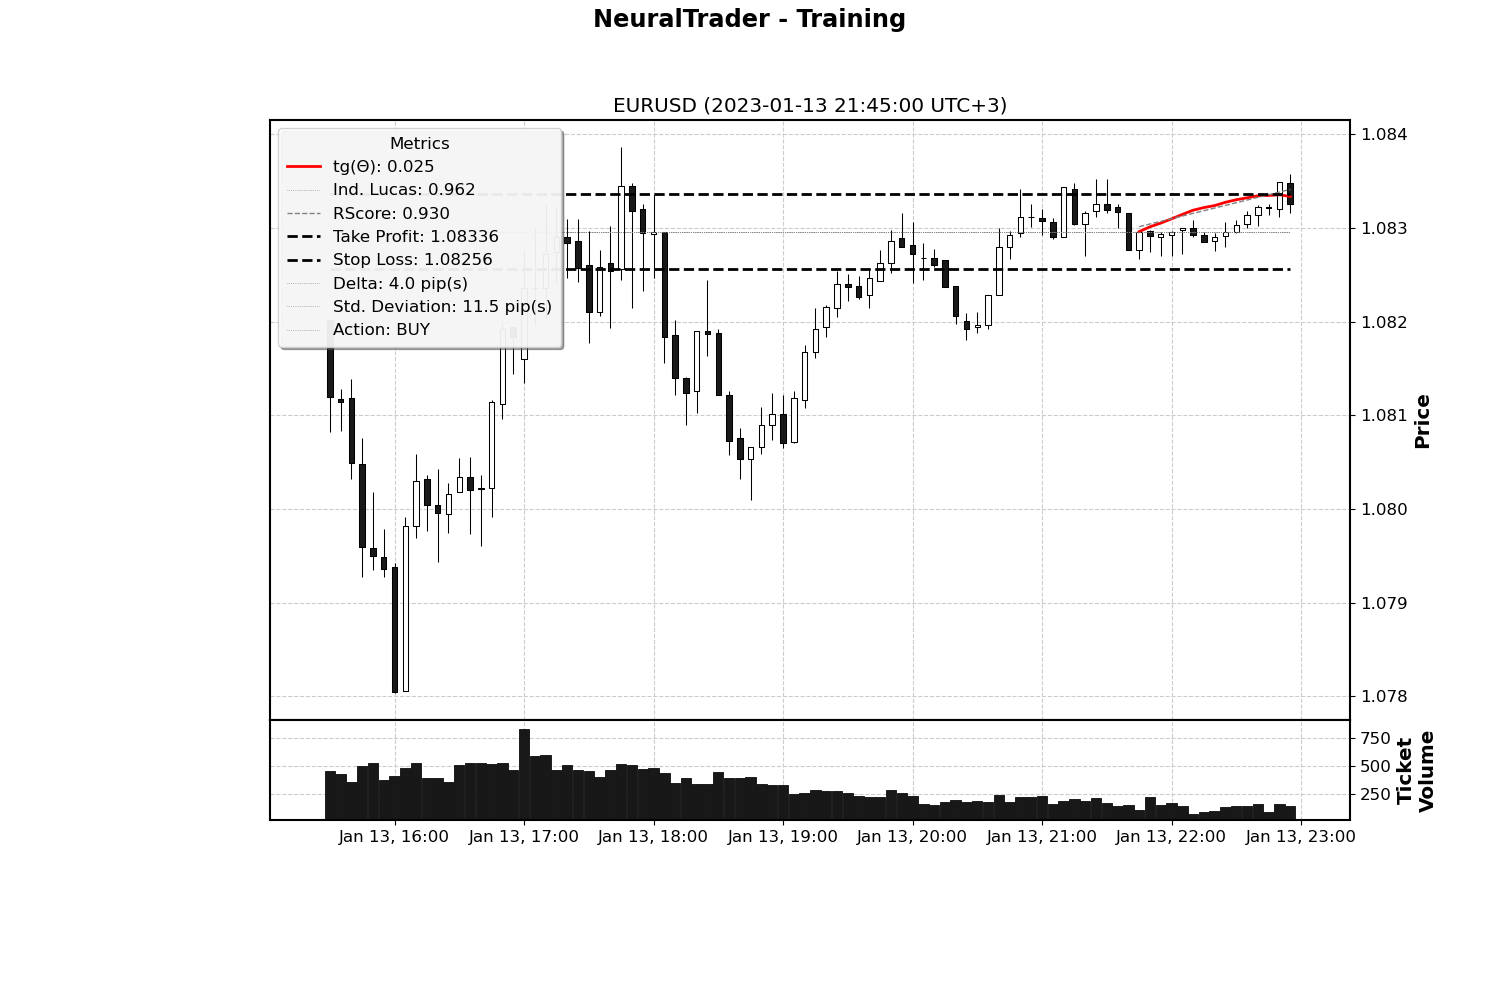 NeuralTrader - Training
EURUSD (2023-01-13 21:45:00 UTC+3)
Metrics
tg(Θ): 0.025
Ind. Lucas: 0.962
RScore: 0.930
Take Profit: 1.08336
Stop Loss: 1.08256
Delta: 4.0 pip(s)
Std. Deviation: 11.5 pip(s)
Action: BUY
1.084
1.083
1.082
1.081
1.080
1.079
1.078
Price
750
500
250
Ticket
Volume
Jan 13, 16:00
Jan 13, 17:00
Jan 13, 18:00
Jan 13, 19:00
Jan 13, 20:00
Jan 13, 21:00
Jan 13, 22:00
Jan 13, 23:00